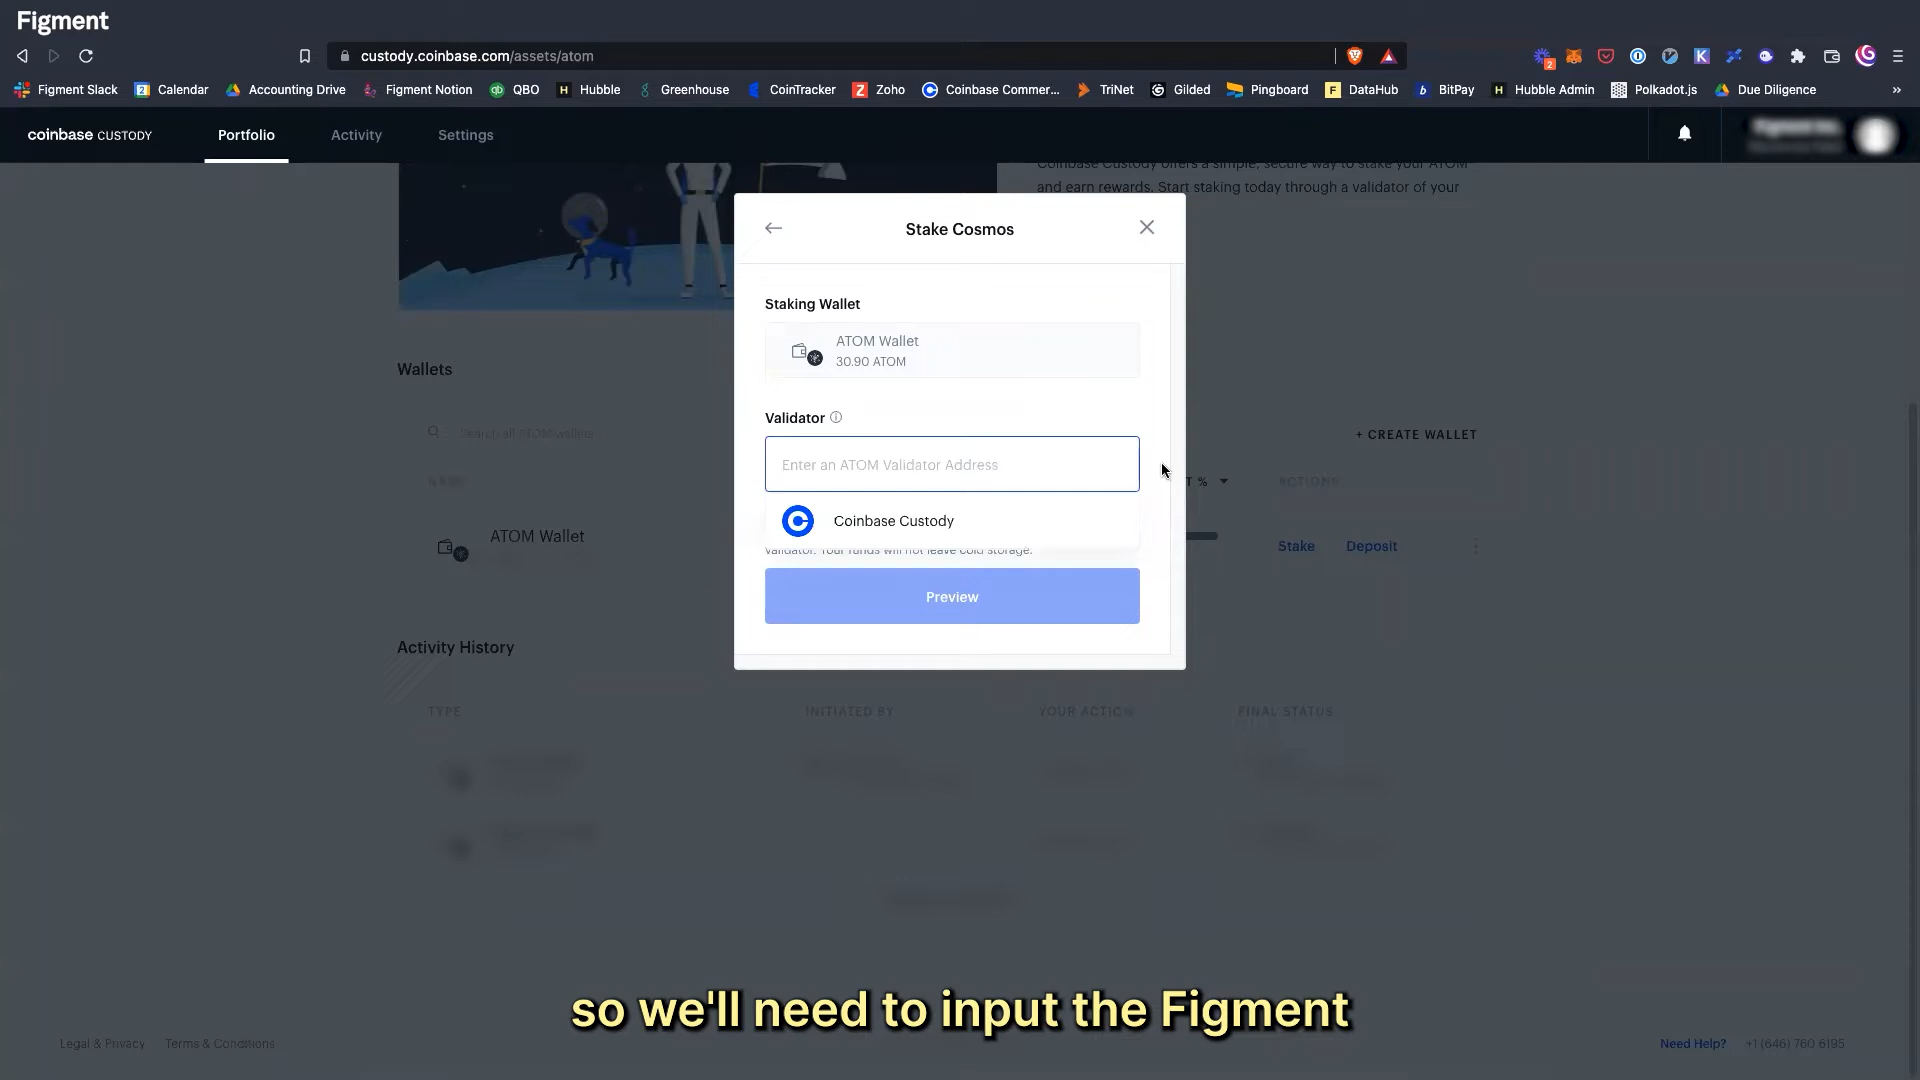 Figment
custody.coinbase.com/assets/atom
2
Figment Slack Calendar Accounting Drive Figment Notion QBO Hubble Greenhouse CoinTracker Zoho Coinbase Commer... TriNet Gilded Pingboard DataHub BitPay Hubble Admin Polkadot.js Due Diligence »
coinbase CUSTODY Portfolio Activity Settings
Coinbase Custody offers a simple, secure way to stake your ATOM
and earn rewards. Start staking today through a validator of your
Stake Cosmos
Staking Wallet
ATOM Wallet
30.90 ATOM
Validator
Enter an ATOM Validator Address
Coinbase Custody
validator. Your funds will not leave cold storage.
Preview
Wallets
Search all ATOM wallets
+ CREATE WALLET
NAME T % ACTIONS
ATOM Wallet
Stake Deposit
Activity History
TYPE INITIATED BY YOUR ACTION FINAL STATUS
so we'll need to input the Figment
Legal & Privacy Terms & Conditions
Need Help? +1 (646) 760 6195